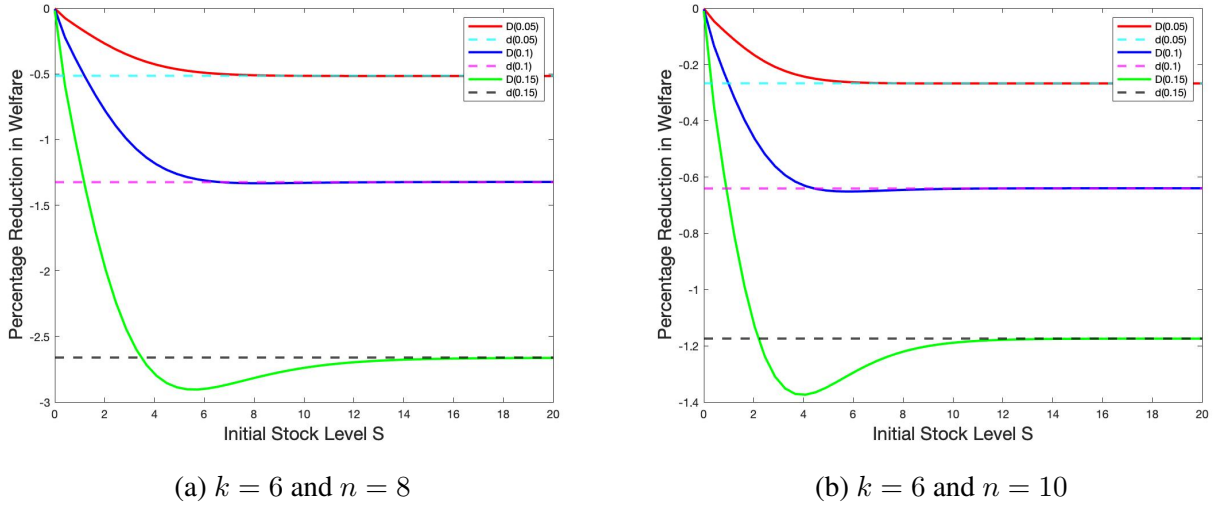 0
-0.5
-1
-1.5
-2
-2.5
-3
0 2 4 6 8 10 12 14 16 18 20
Percentage Reduction in Welfare
Initial Stock Level S
D(0.05)
d(0.05)
D(0.1)
d(0.1)
D(0.15)
d(0.15)
(a) k = 6 and n = 8
0
-0.2
-0.4
-0.6
-0.8
-1
-1.2
-1.4
0 2 4 6 8 10 12 14 16 18 20
Percentage Reduction in Welfare
Initial Stock Level S
D(0.05)
d(0.05)
D(0.1)
d(0.1)
D(0.15)
d(0.15)
(b) k = 6 and n = 10